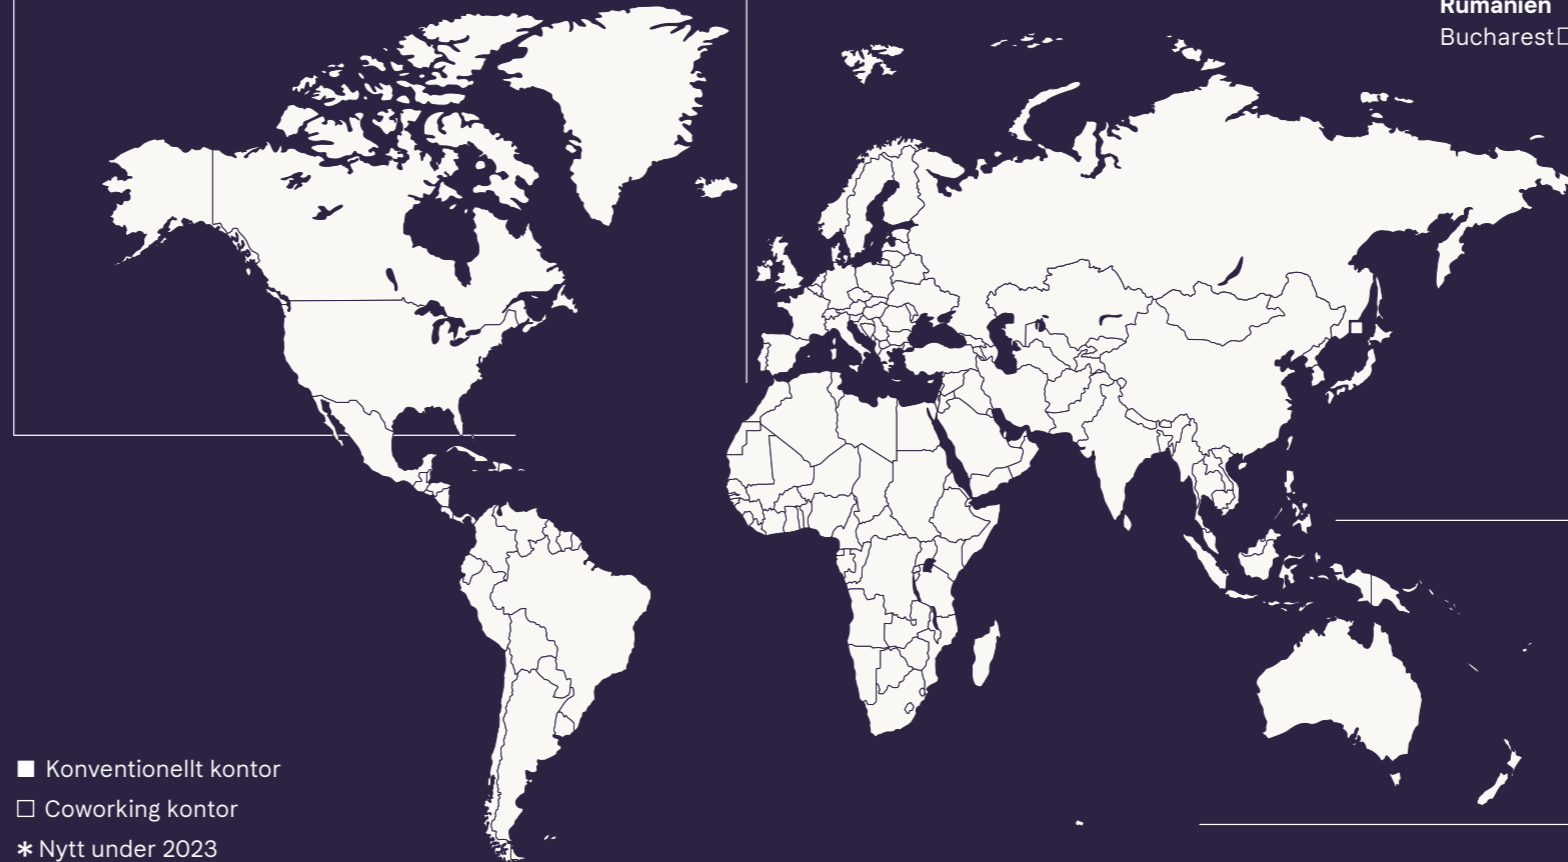 Rumänien
Bucharest□
■ Konventionellt kontor
□ Coworking kontor
* Nytt under 2023